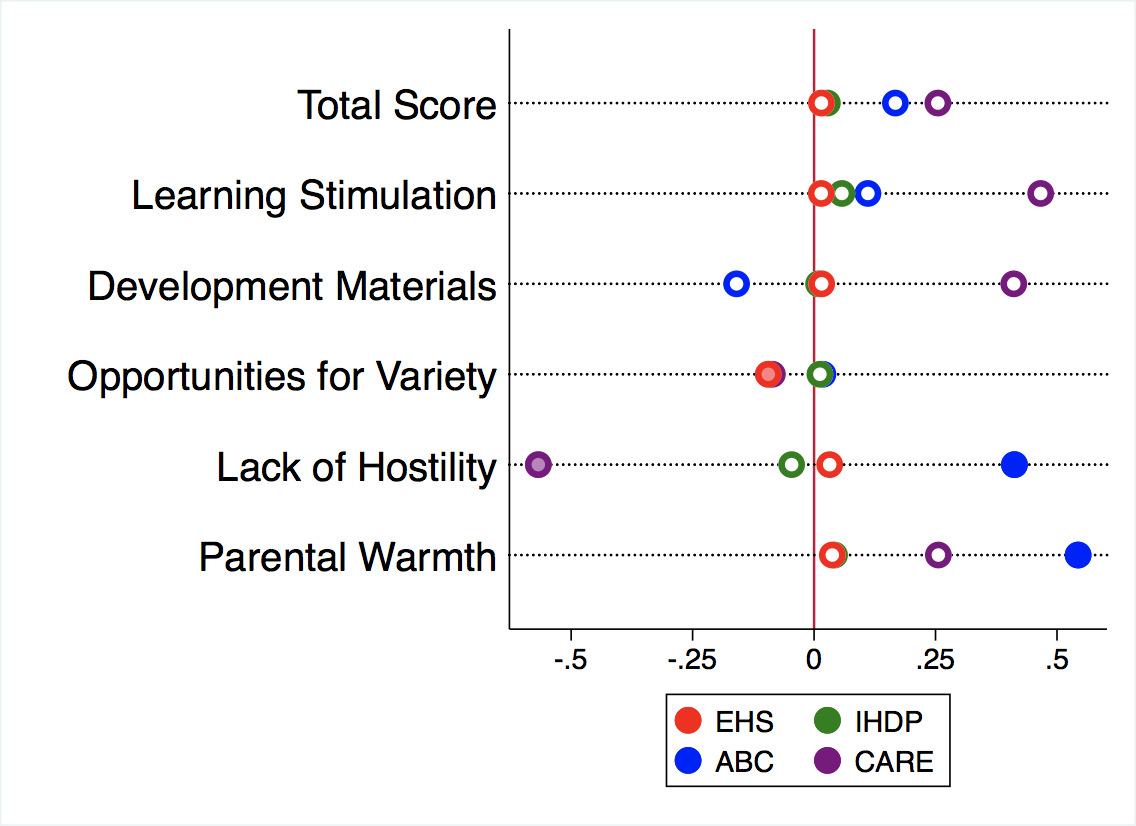 Total Score
Learning Stimulation
Development Materials
Opportunities for Variety
Lack of Hostility
Parental Warmth
-.5 -.25 0 .25 .5
EHS IHDP
ABC CARE